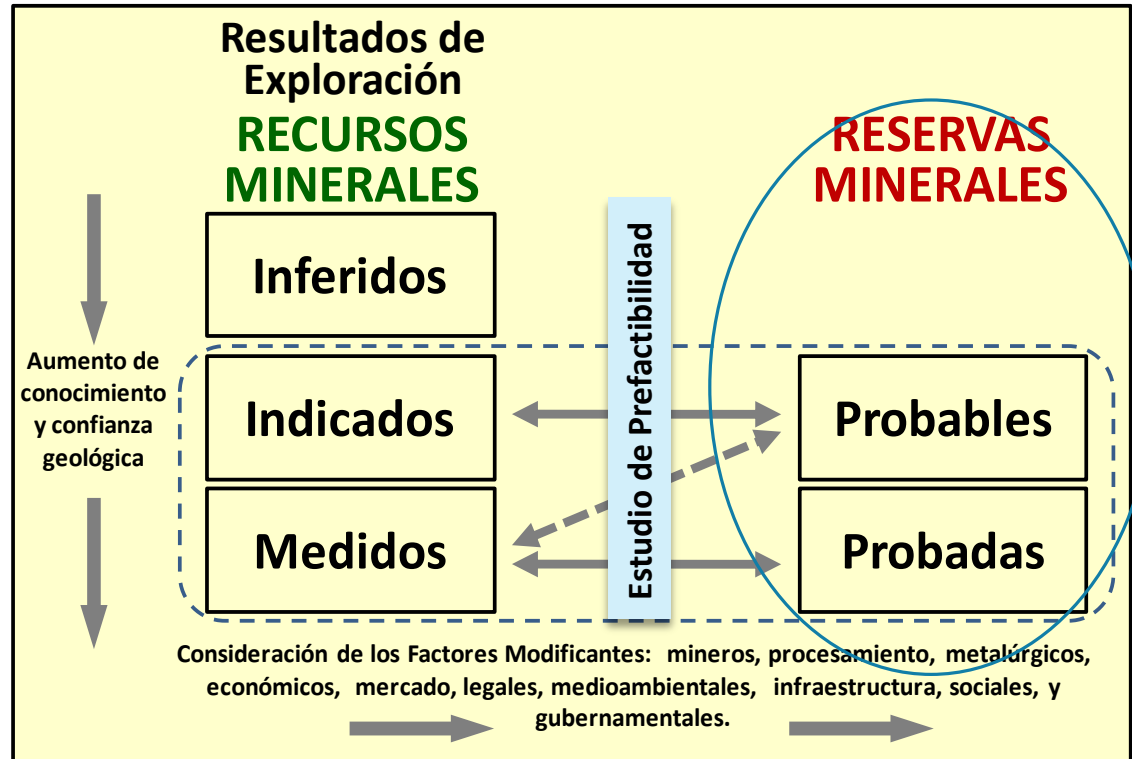 Resultados de
Exploración
RECURSOS
MINERALES
RESERVAS
MINERALES
Inferidos
Aumento de
conocimiento
y confianza
geológica
Indicados
Medidos
Estudio de Prefactibilidad
Probables
Probadas
Consideración de los Factores Modificantes: mineros, procesamiento, metalúrgicos,
económicos, mercado, legales, medioambientales, infraestructura, sociales, y
gubernamentales.